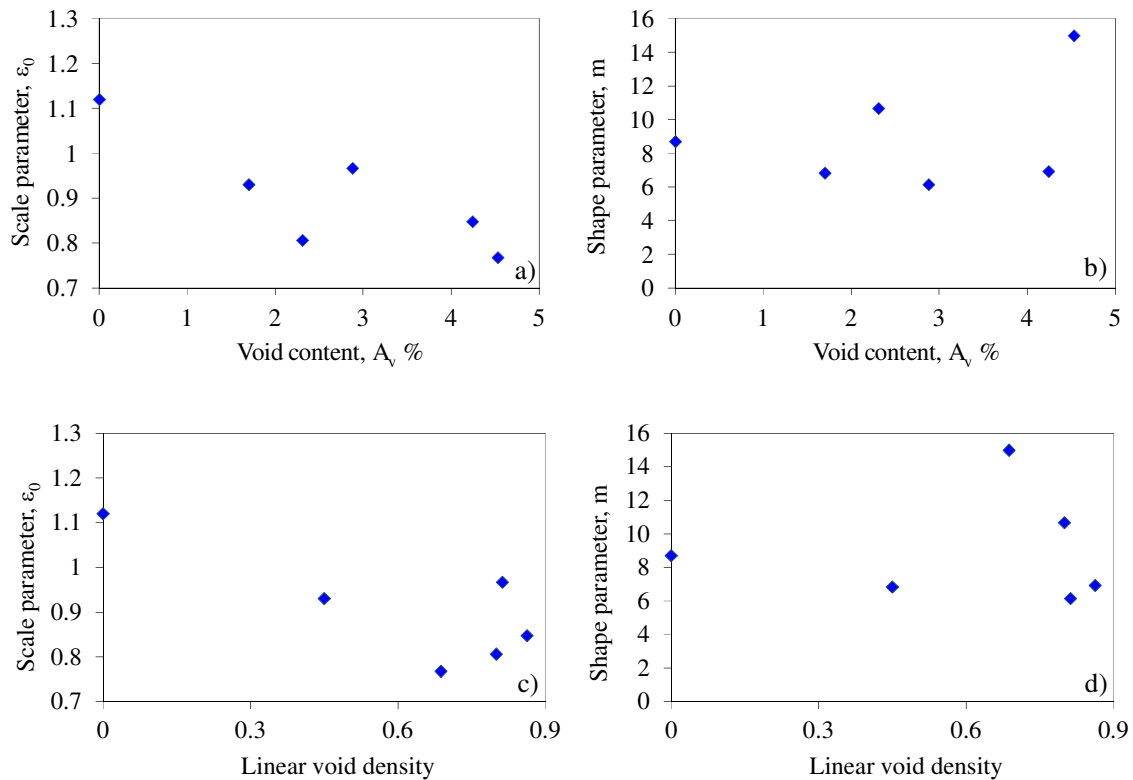 1.3
1.2
1.1
1
0.9
0.8
0.7
Scale parameter, ε₀
0 1 2 3 4 5
Void content, Aᵥ %
a)
16
14
12
10
8
6
4
2
0
Shape parameter, m
0 1 2 3 4 5
Void content, Aᵥ %
b)
1.3
1.2
1.1
1
0.9
0.8
0.7
Scale parameter, ε₀
0 0.3 0.6 0.9
Linear void density
c)
16
14
12
10
8
6
4
2
0
Shape parameter, m
0 0.3 0.6 0.9
Linear void density
d)